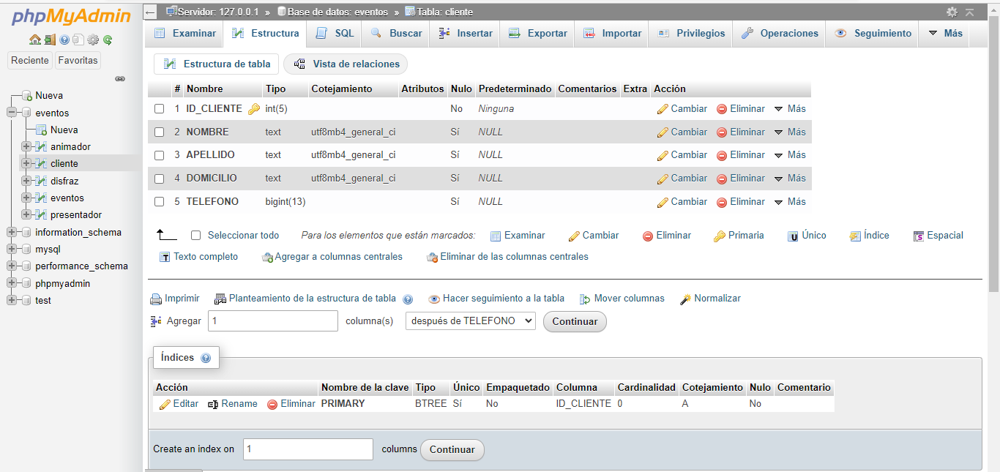 phpMyAdmin
Reciente Favoritas
Nueva
eventos
Nueva
animador
cliente
disfraz
eventos
presentador
information_schema
mysql
performance_schema
phpmyadmin
test
Servidor: 127.0.0.1 » Base de datos: eventos » Tabla: cliente
Examinar Estructura SQL Buscar Insertar Exportar Importar Privilegios Operaciones Seguimiento Más
Estructura de tabla Vista de relaciones
# Nombre Tipo Cotejamiento Atributos Nulo Predeterminado Comentarios Extra Acción
1 ID_CLIENTE int(5) No Ninguna Cambiar Eliminar Más
2 NOMBRE text utf8mb4_general_ci Sí NULL Cambiar Eliminar Más
3 APELLIDO text utf8mb4_general_ci Sí NULL Cambiar Eliminar Más
4 DOMICILIO text utf8mb4_general_ci Sí NULL Cambiar Eliminar Más
5 TELEFONO bigint(13) Sí NULL Cambiar Eliminar Más
Seleccionar todo Para los elementos que están marcados: Examinar Cambiar Eliminar Primaria Único Índice Espacial
Texto completo Agregar a columnas centrales Eliminar de las columnas centrales
Imprimir Planteamiento de la estructura de tabla Hacer seguimiento a la tabla Mover columnas Normalizar
Agregar 1 columna(s) después de TELEFONO Continuar
Índices
Acción Nombre de la clave Tipo Único Empaquetado Columna Cardinalidad Cotejamiento Nulo Comentario
Editar Rename Eliminar PRIMARY BTREE Sí No ID_CLIENTE 0 A No
Create an index on 1 columns Continuar